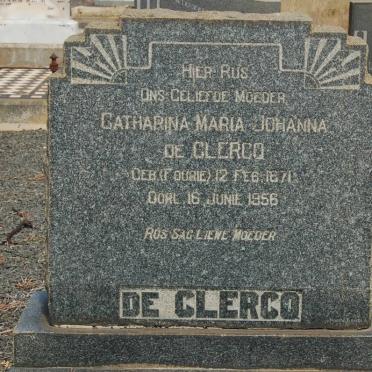 HIER RUS
ONS GELIEFDE MOEDER
CATHARINA MARIA JOHANNA
DE CLERCQ
GEB (FOURIE) 12 FEB. 1871
OORL. 16 JUNIE 1956
RUS SAG LIEWE MOEDER
DE CLERCQ